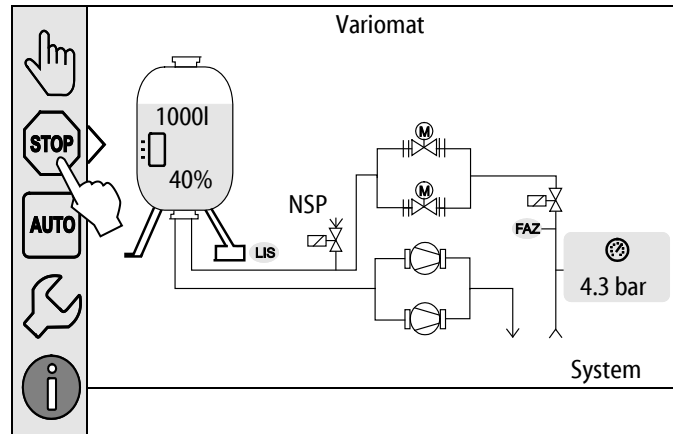 Variomat
STOP
1000l
40%
AUTO
NSP
LIS
M
M
FAZ
4.3 bar
System